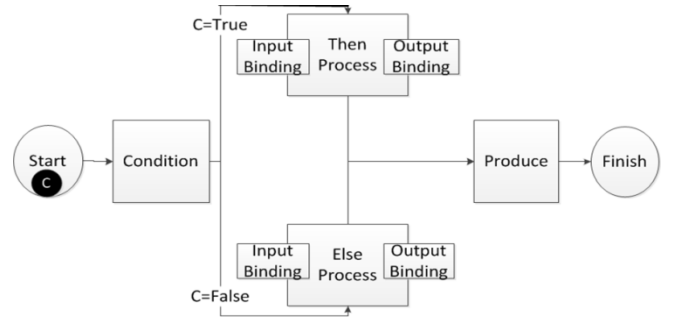 C=True
Input
Binding
Then
Process
Output
Binding
Start
C
Condition
Produce
Finish
Input
Binding
Else
Process
Output
Binding
C=False